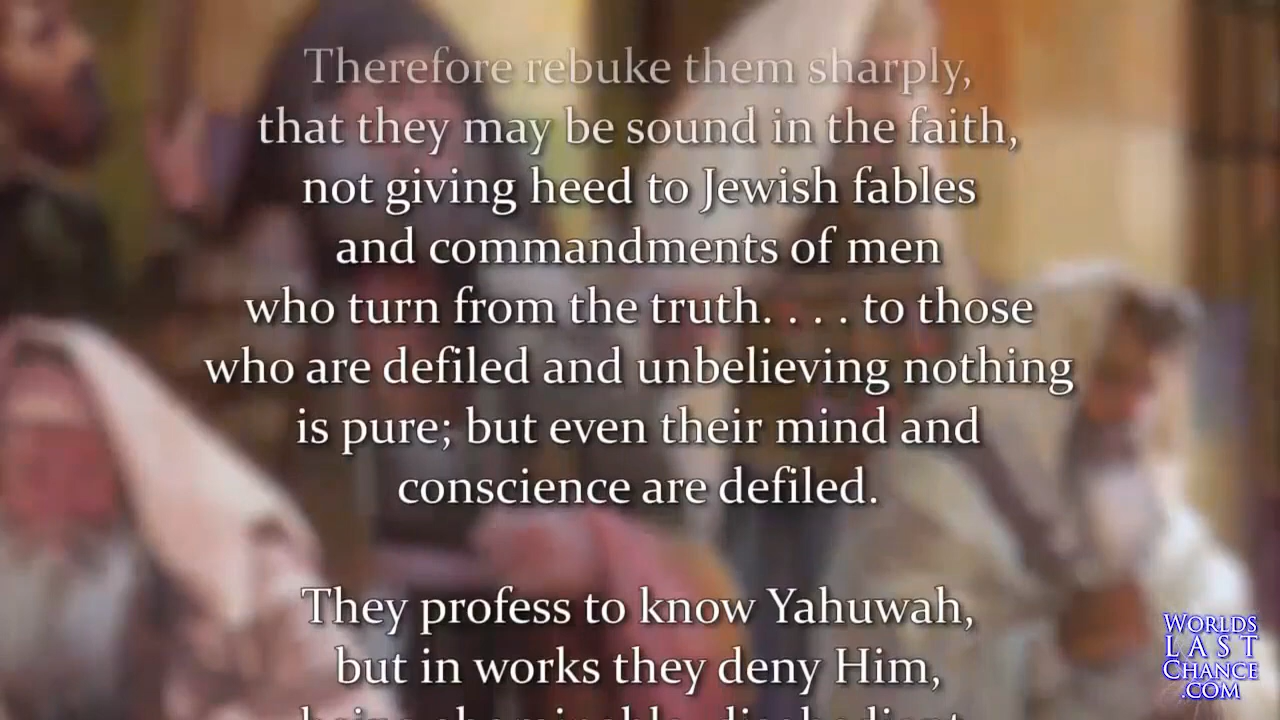 Therefore rebuke them sharply,
that they may be sound in the faith,
not giving heed to Jewish fables
and commandments of men
who turn from the truth. . . . to those
who are defiled and unbelieving nothing
is pure; but even their mind and
conscience are defiled.
They profess to know Yahuwah,
but in works they deny Him,
being abominable, disobedient,
WORLDS
LAST
CHANCE
.COM